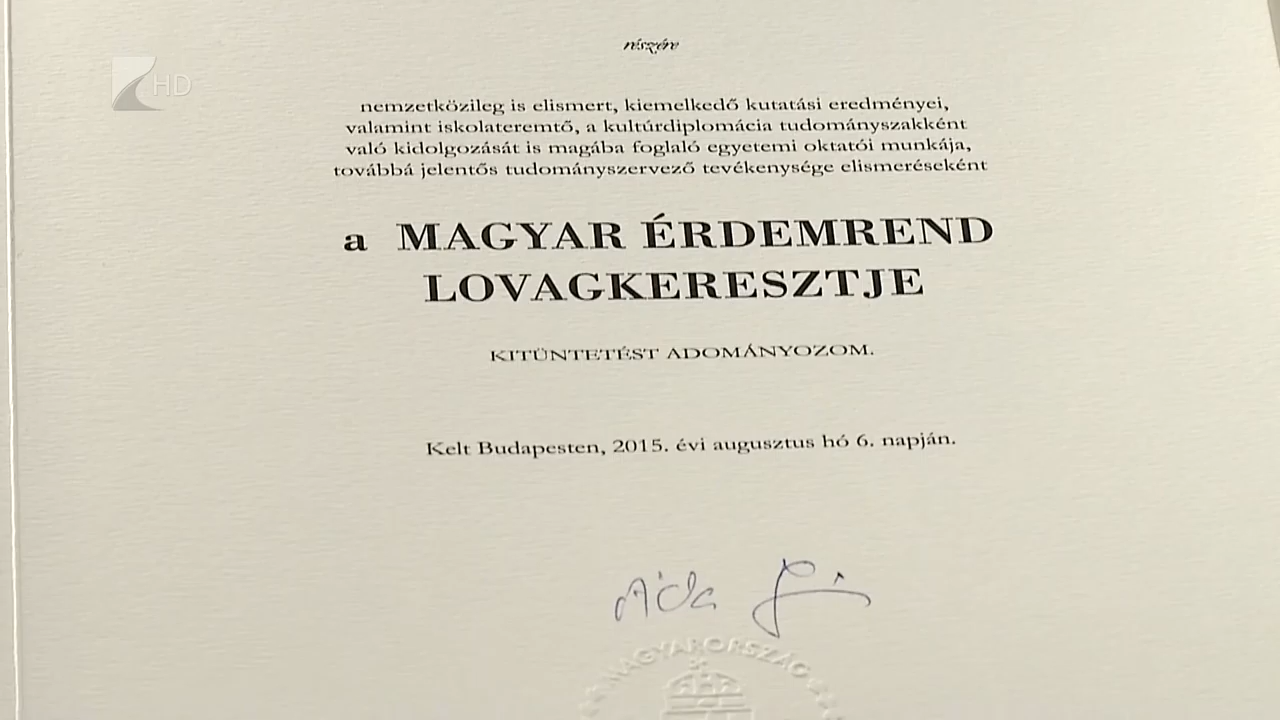 HD
részére
nemzetközileg is elismert, kiemelkedő kutatási eredményei,
valamint iskolateremtő, a kultúrdiplomácia tudományszakként
való kidolgozását is magába foglaló egyetemi oktatói munkája,
továbbá jelentős tudományszervező tevékenysége elismeréseként
a MAGYAR ÉRDEMREND
LOVAGKERESZTJE
KITÜNTETÉST ADOMÁNYOZOM.
Kelt Budapesten, 2015. évi augusztus hó 6. napján.
MAGYARORSZÁG